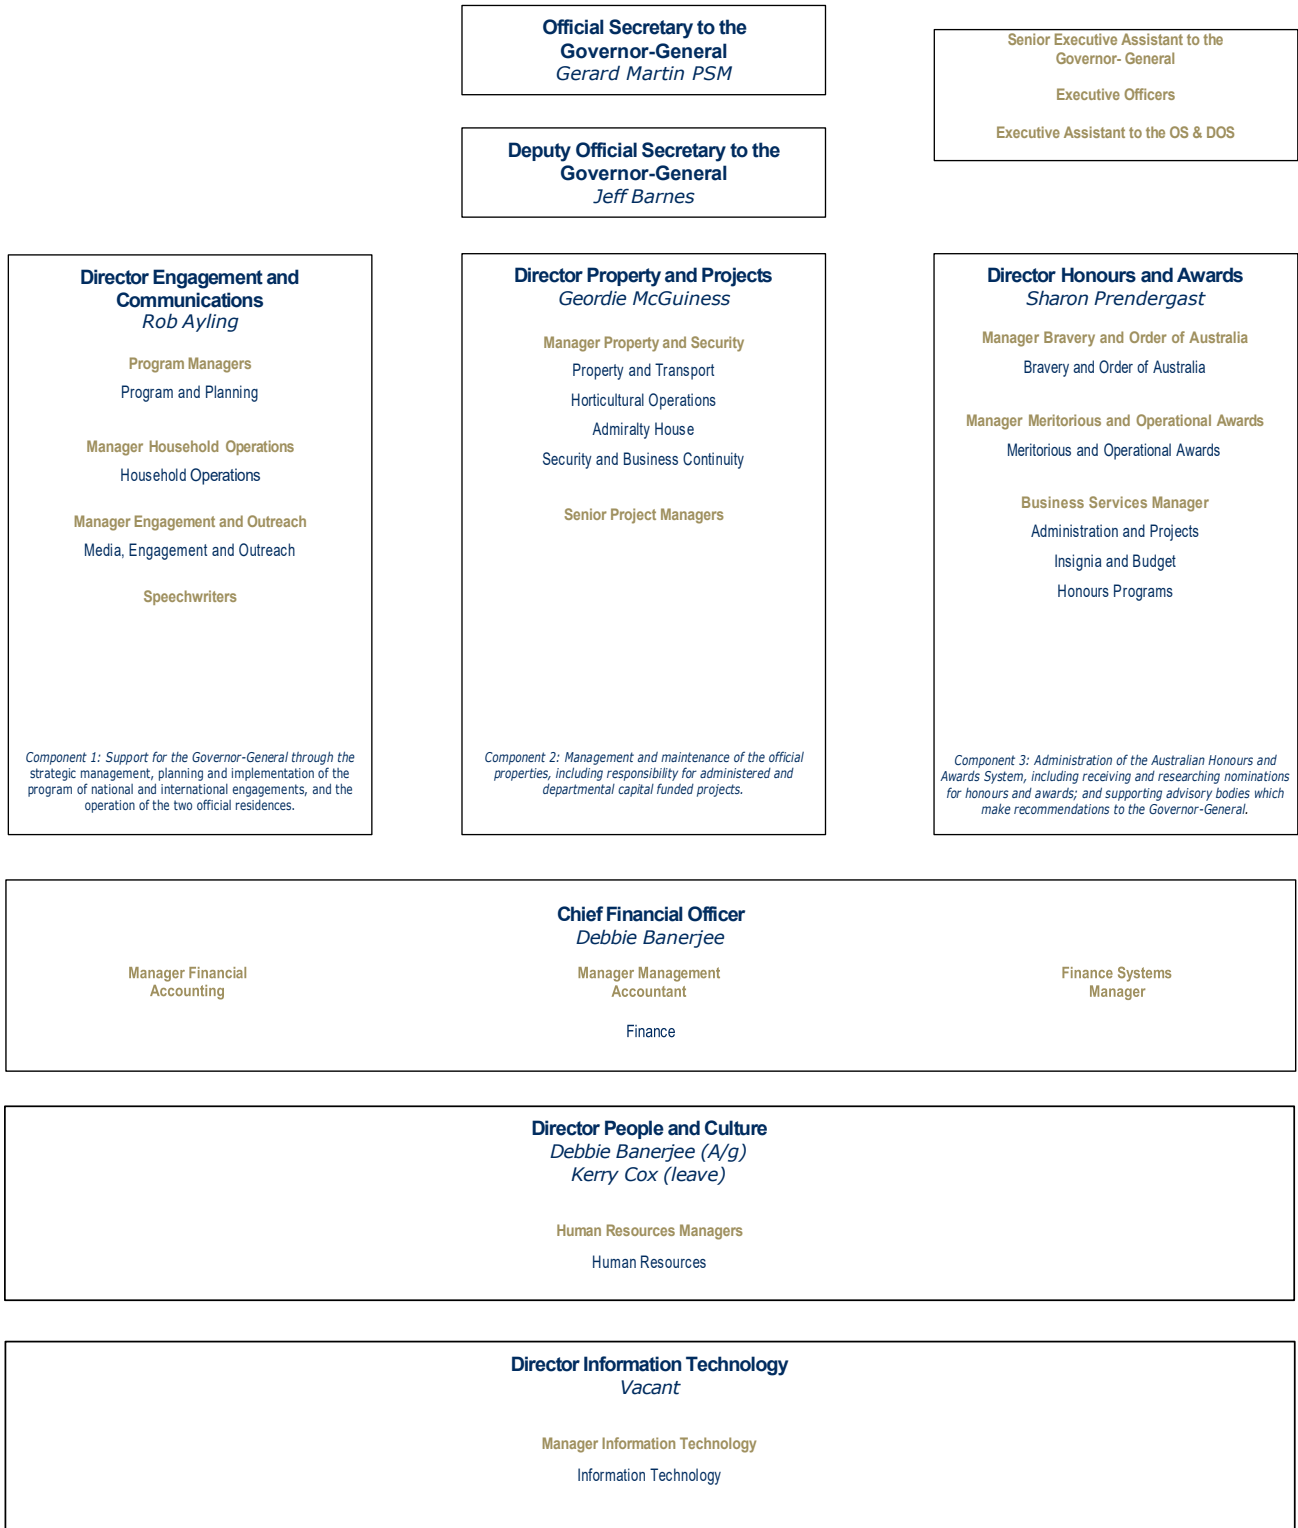 Official Secretary to the
Governor-General
Gerard Martin PSM
Senior Executive Assistant to the
Governor- General
Executive Officers
Executive Assistant to the OS & DOS
Deputy Official Secretary to the
Governor-General
Jeff Barnes
Director Engagement and
Communications
Rob Ayling
Program Managers
Program and Planning
Manager Household Operations
Household Operations
Manager Engagement and Outreach
Media, Engagement and Outreach
Speechwriters
Component 1: Support for the Governor-General through the
strategic management, planning and implementation of the
program of national and international engagements, and the
operation of the two official residences.
Director Property and Projects
Geordie McGuiness
Manager Property and Security
Property and Transport
Horticultural Operations
Admiralty House
Security and Business Continuity
Senior Project Managers
Component 2: Management and maintenance of the official
properties, including responsibility for administered and
departmental capital funded projects.
Director Honours and Awards
Sharon Prendergast
Manager Bravery and Order of Australia
Bravery and Order of Australia
Manager Meritorious and Operational Awards
Meritorious and Operational Awards
Business Services Manager
Administration and Projects
Insignia and Budget
Honours Programs
Component 3: Administration of the Australian Honours and
Awards System, including receiving and researching nominations
for honours and awards; and supporting advisory bodies which
make recommendations to the Governor-General.
Chief Financial Officer
Debbie Banerjee
Manager Financial
Accounting
Manager Management
Accountant
Finance
Finance Systems
Manager
Director People and Culture
Debbie Banerjee (A/g)
Kerry Cox (leave)
Human Resources Managers
Human Resources
Director Information Technology
Vacant
Manager Information Technology
Information Technology